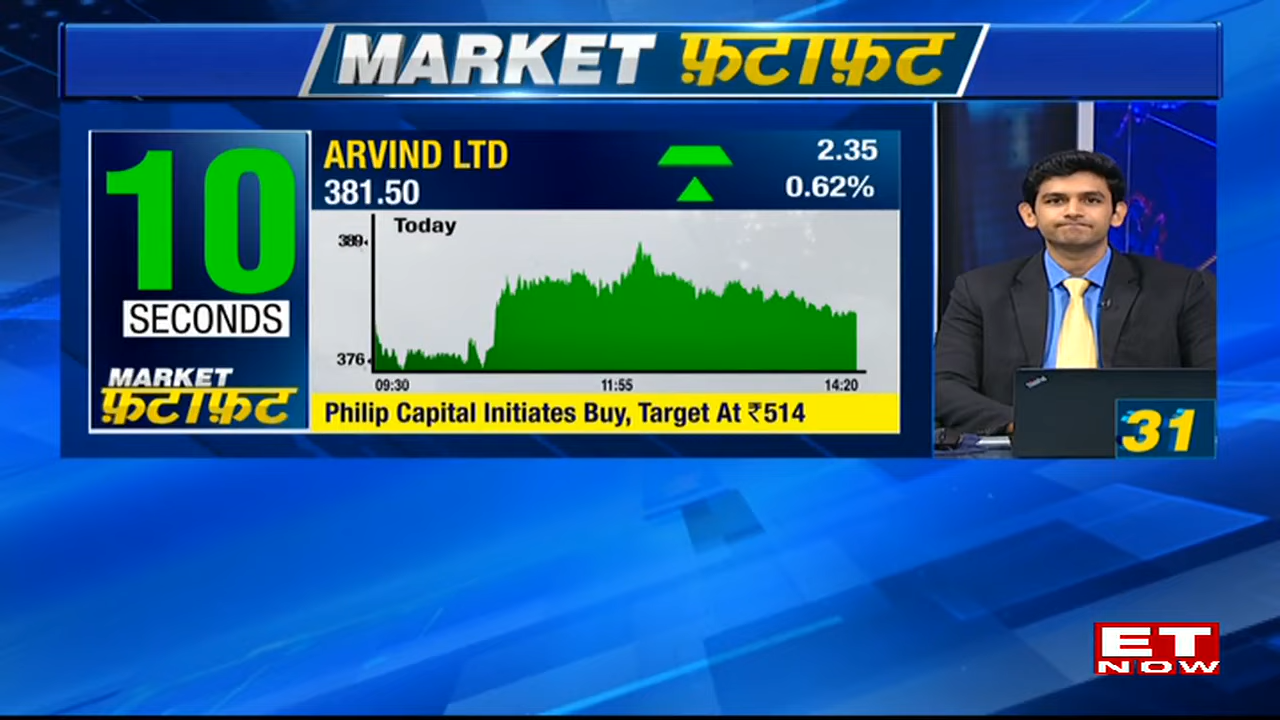 MARKET फ़टाफ़ट
10
SECONDS
MARKET
फ़टाफ़ट
ARVIND LTD
381.50
2.35
0.62%
Today
389
376
09:30
11:55
14:20
Philip Capital Initiates Buy, Target At ₹514
ThinkPad
31
ET
NOW